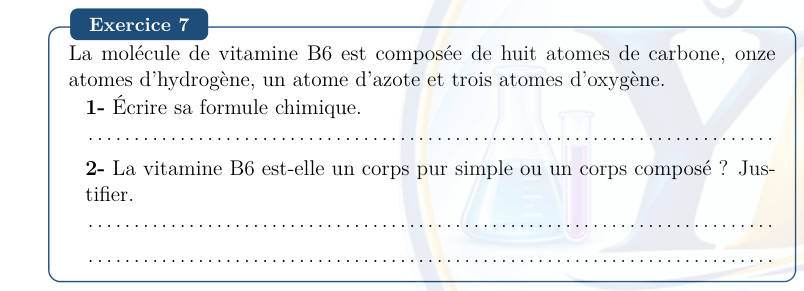 Exercice 7
La molécule de vitamine B6 est composée de huit atomes de carbone, onze
atomes d'hydrogène, un atome d'azote et trois atomes d'oxygène.
1- Écrire sa formule chimique.
2- La vitamine B6 est-elle un corps pur simple ou un corps composé ? Jus-
tifier.